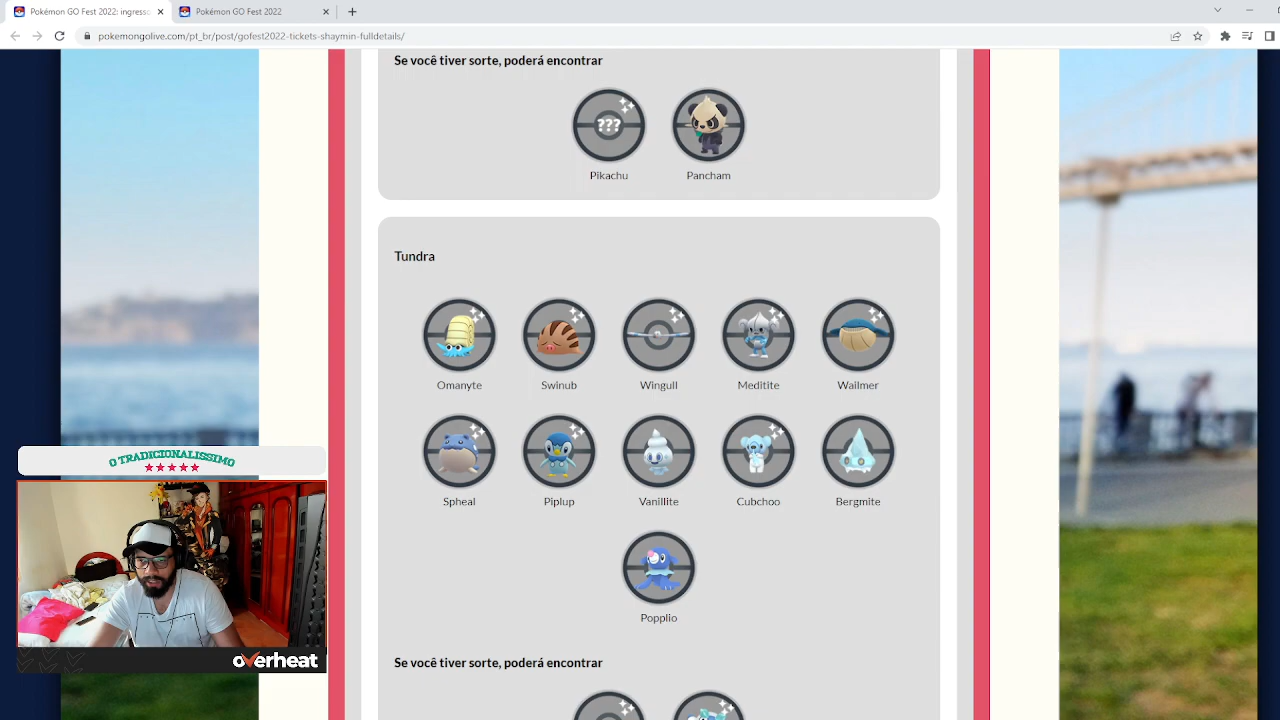 Pokémon GO Fest 2022: ingresso
Pokémon GO Fest 2022
pokemongolive.com/pt_br/post/gofest2022-tickets-shaymin-fulldetails/
Se você tiver sorte, poderá encontrar
???
Pikachu
Pancham
Tundra
Omanyte
Swinub
Wingull
Meditite
Wailmer
Spheal
Piplup
Vanillite
Cubchoo
Bergmite
Popplio
Se você tiver sorte, poderá encontrar
O TRADICIONALISSIMO
overheat